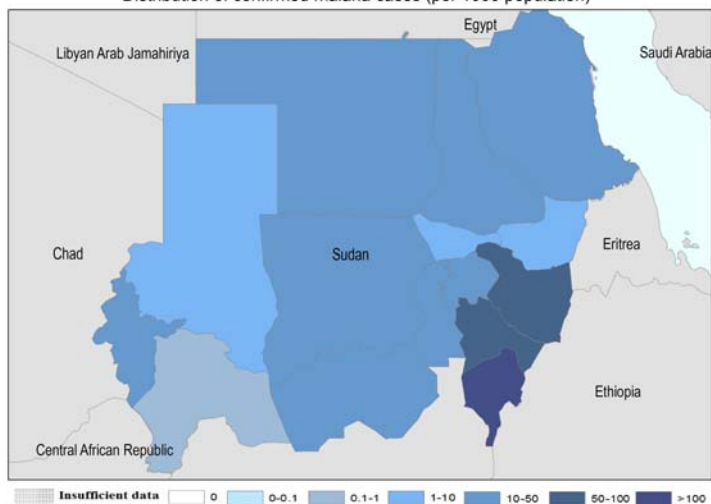 Distribution of confirmed malaria cases (per 1000 population)
Egypt
Libyan Arab Jamahiriya
Saudi Arabia
Chad
Sudan
Eritrea
Ethiopia
Central African Republic
Insufficient data 0 0-0.1 0.1-1 1-10 10-50 50-100 >100